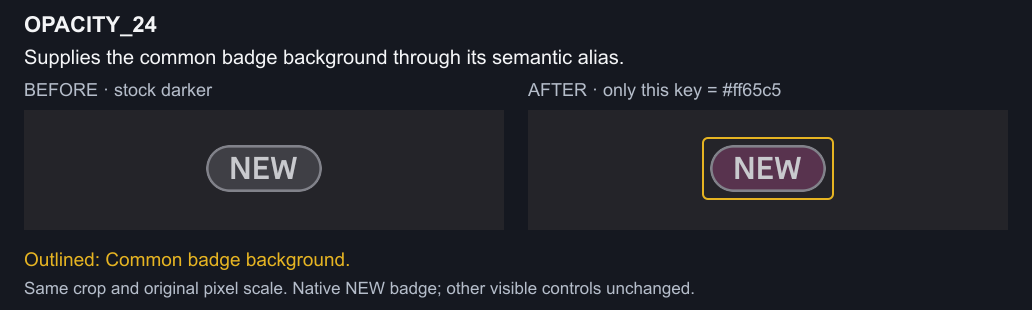 OPACITY_24
Supplies the common badge background through its semantic alias.
BEFORE · stock darker
AFTER · only this key = #ff65c5
NEW
NEW
Outlined: Common badge background.
Same crop and original pixel scale. Native NEW badge; other visible controls unchanged.